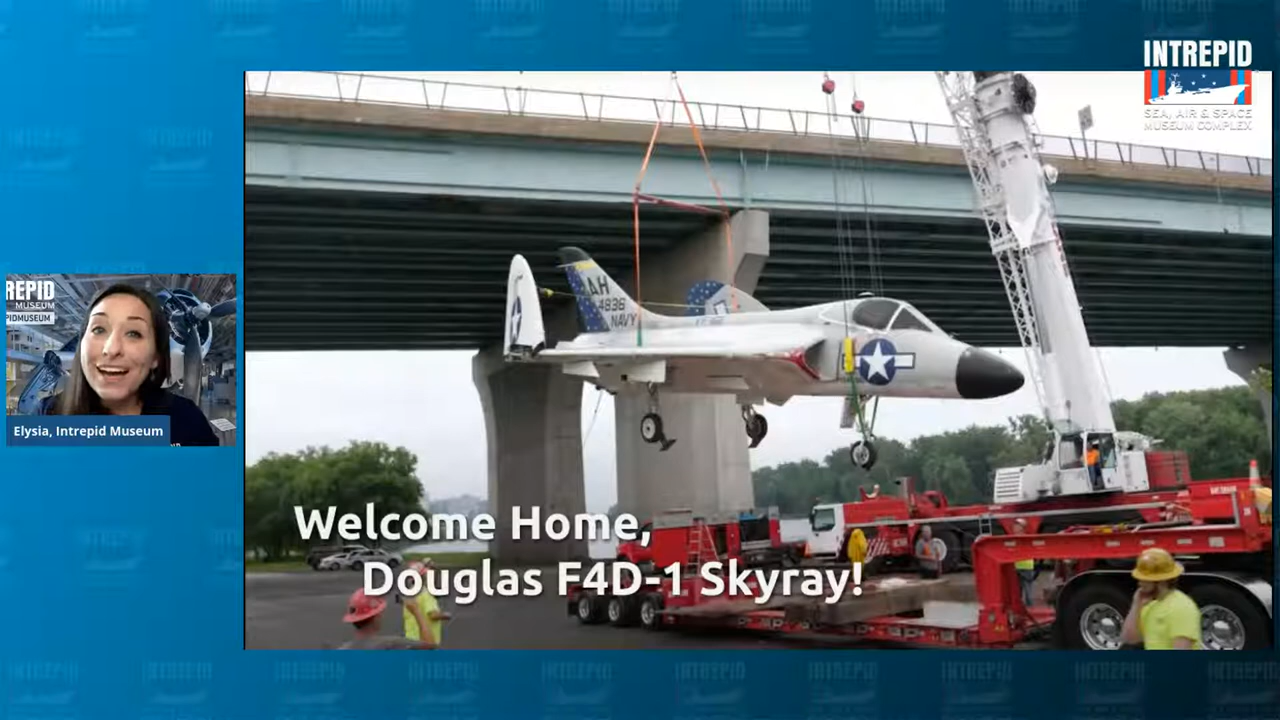 INTREPID
SEA, AIR & SPACE
MUSEUM COMPLEX
AH
4836
NAVY
REPID
MUSEUM
PIDMUSEUM
Elysia, Intrepid Museum
Welcome Home,
Douglas F4D-1 Skyray!